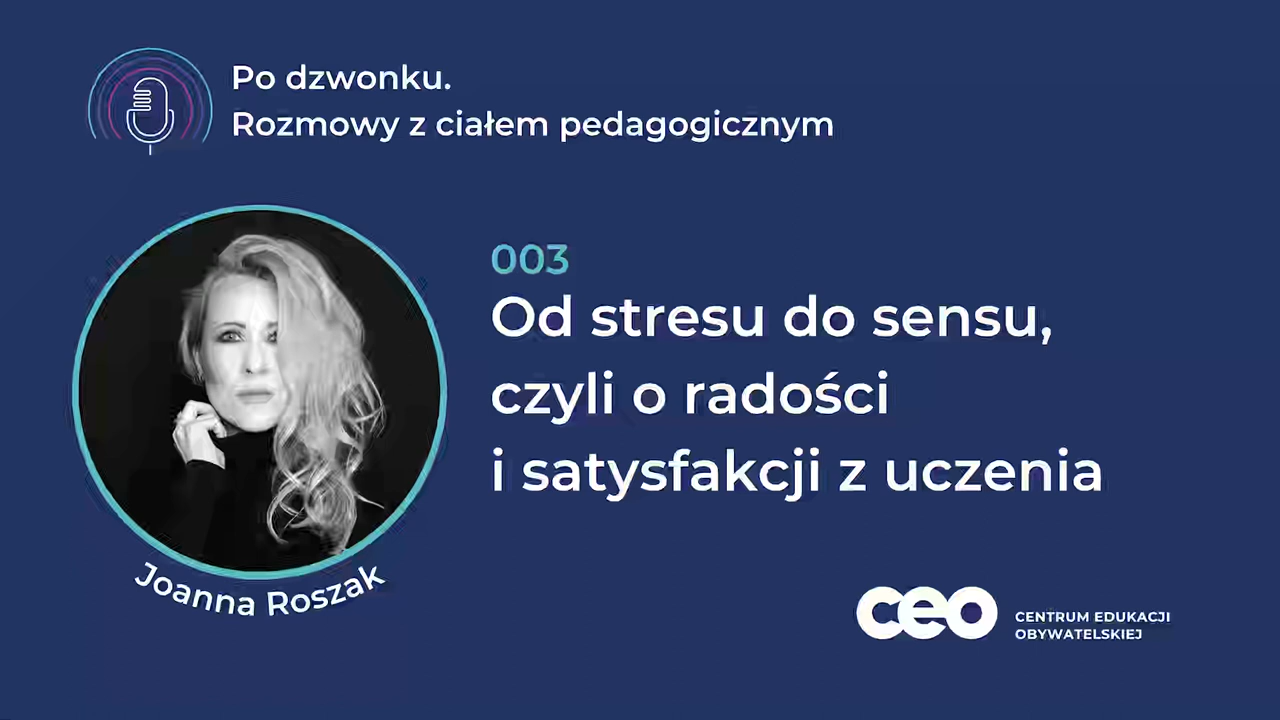 Po dzwonku.
Rozmowy z ciałem pedagogicznym
003
Od stresu do sensu,
czyli o radości
i satysfakcji z uczenia
Joanna Roszak
ceo
CENTRUM EDUKACJI
OBYWATELSKIEJ